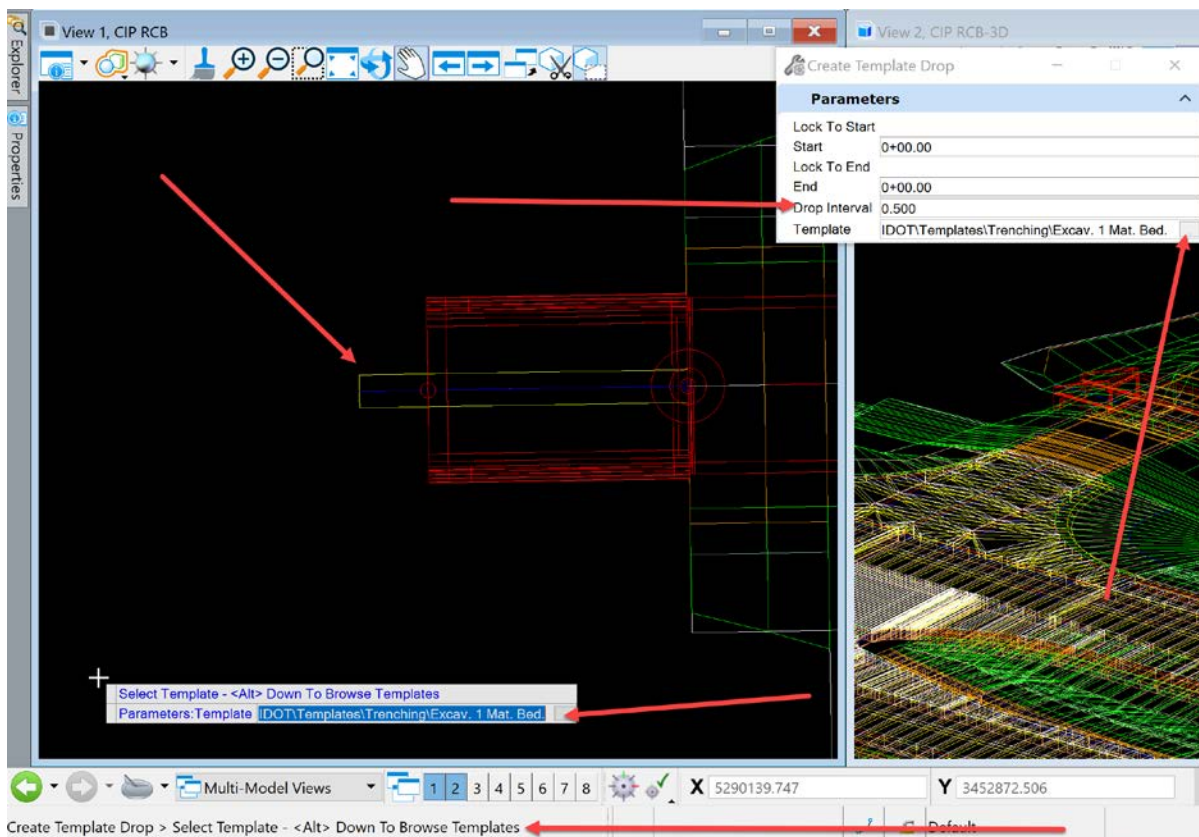 View 1, CIP RCB
View 2, CIP RCB-3D
Explorer
Properties
Create Template Drop
Parameters
Lock To Start
Start 0+00.00
Lock To End
End 0+00.00
Drop Interval 0.500
Template IDOT\Templates\Trenching\Excav. 1 Mat. Bed.
Select Template - <Alt> Down To Browse Templates
Parameters:Template IDOT\Templates\Trenching\Excav. 1 Mat. Bed.
Multi-Model Views 1 2 3 4 5 6 7 8 X 5290139.747 Y 3452872.506
Create Template Drop > Select Template - <Alt> Down To Browse Templates Default